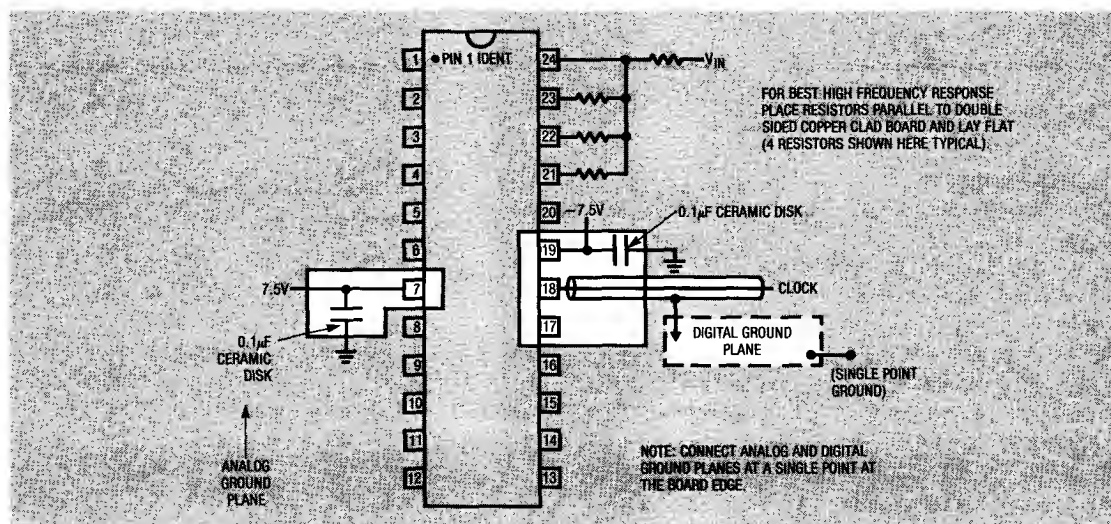 PIN 1 IDENT
1
2
3
4
5
6
7
8
9
10
11
12
24
23
22
21
20
19
18
17
16
15
14
13
V_IN
FOR BEST HIGH FREQUENCY RESPONSE
PLACE RESISTORS PARALLEL TO DOUBLE
SIDED COPPER CLAD BOARD AND LAY FLAT
(4 RESISTORS SHOWN HERE TYPICAL).
–7.5V
0.1µF CERAMIC DISK
7.5V
0.1µF
CERAMIC
DISK
CLOCK
DIGITAL GROUND
PLANE
(SINGLE POINT
GROUND)
ANALOG
GROUND
PLANE
NOTE: CONNECT ANALOG AND DIGITAL
GROUND PLANES AT A SINGLE POINT AT
THE BOARD EDGE.